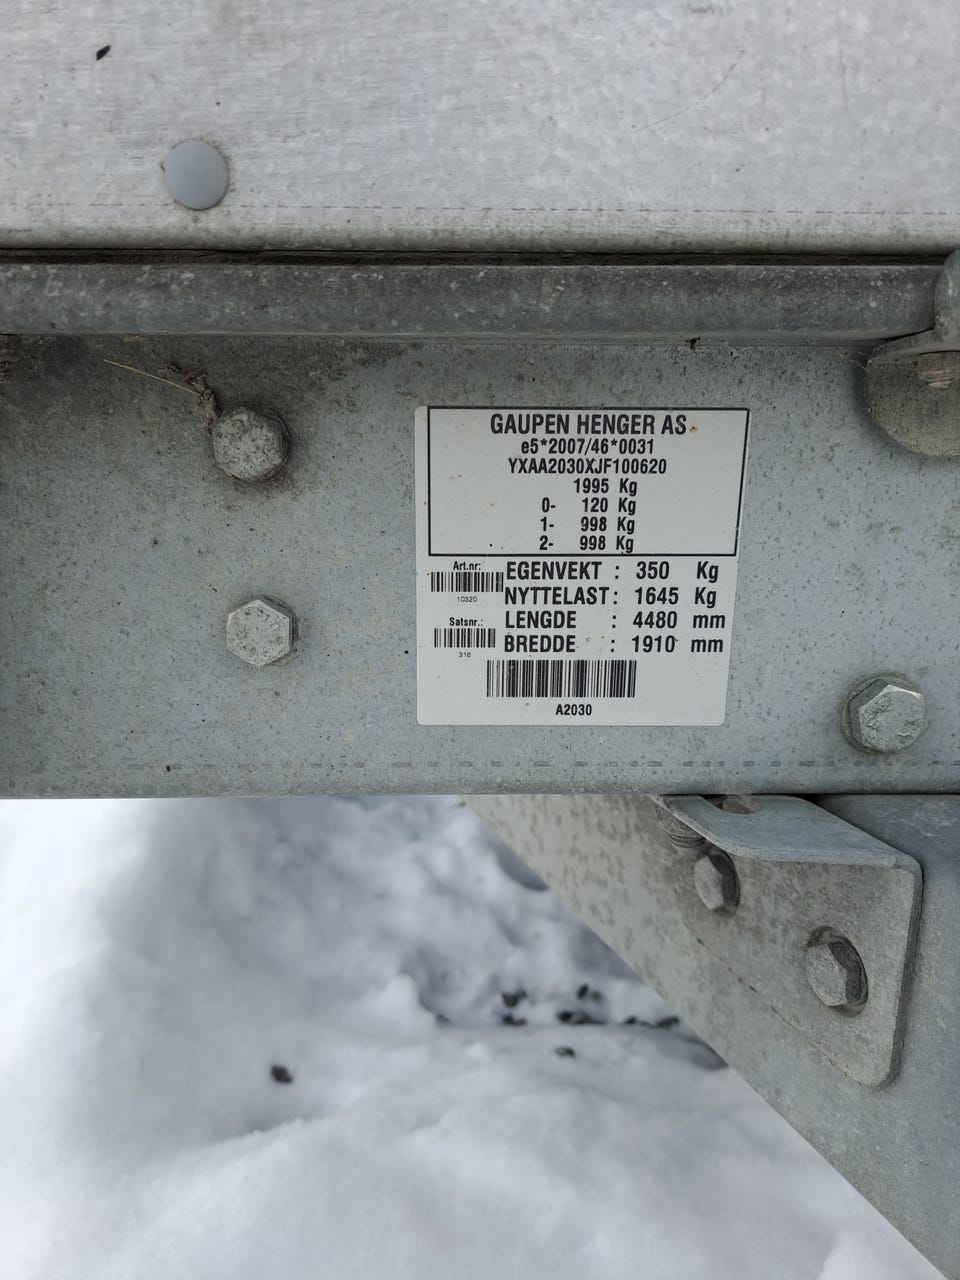 GAUPEN HENGER AS
e5*2007/46*0031
YXAA2030XJF100620
1995 Kg
0- 120 Kg
1- 998 Kg
2- 998 Kg
Art.nr:
10320
EGENVEKT : 350 Kg
NYTTELAST: 1645 Kg
Satsnr.:
316
LENGDE : 4480 mm
BREDDE : 1910 mm
A2030